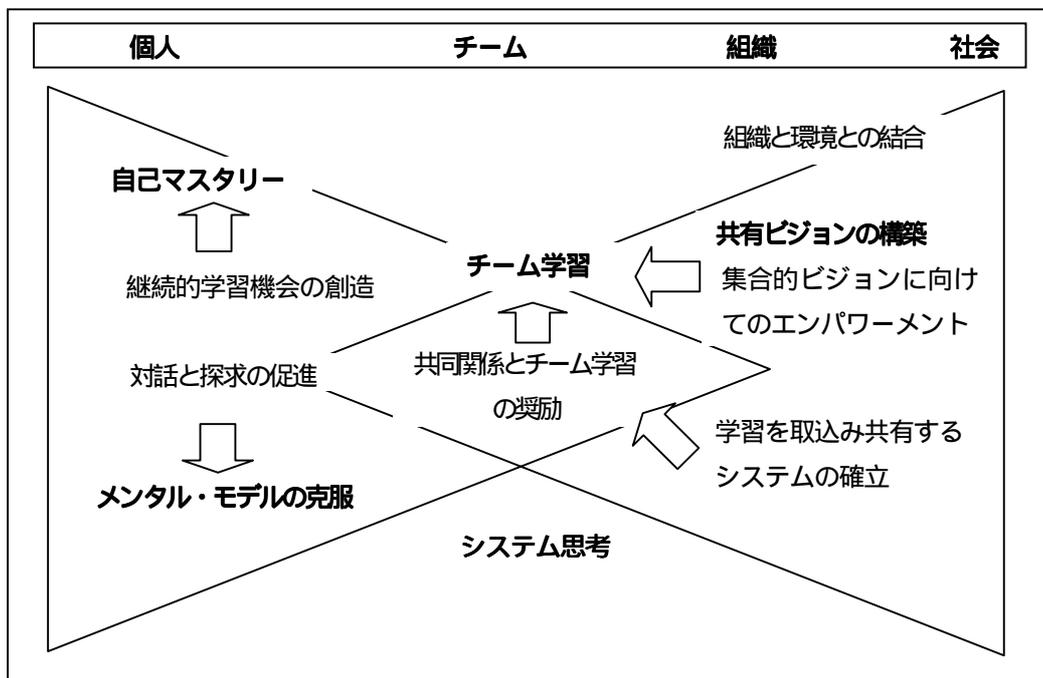 個人 チーム 組織 社会
組織と環境との結合
自己マスタリー
共有ビジョンの構築
チーム学習
集合的ビジョンに向け
てのエンパワーメント
継続的学習機会の創造
対話と探求の促進
共同関係とチーム学習
の奨励
学習を取込み共有する
システムの確立
メンタル・モデルの克服
システム思考